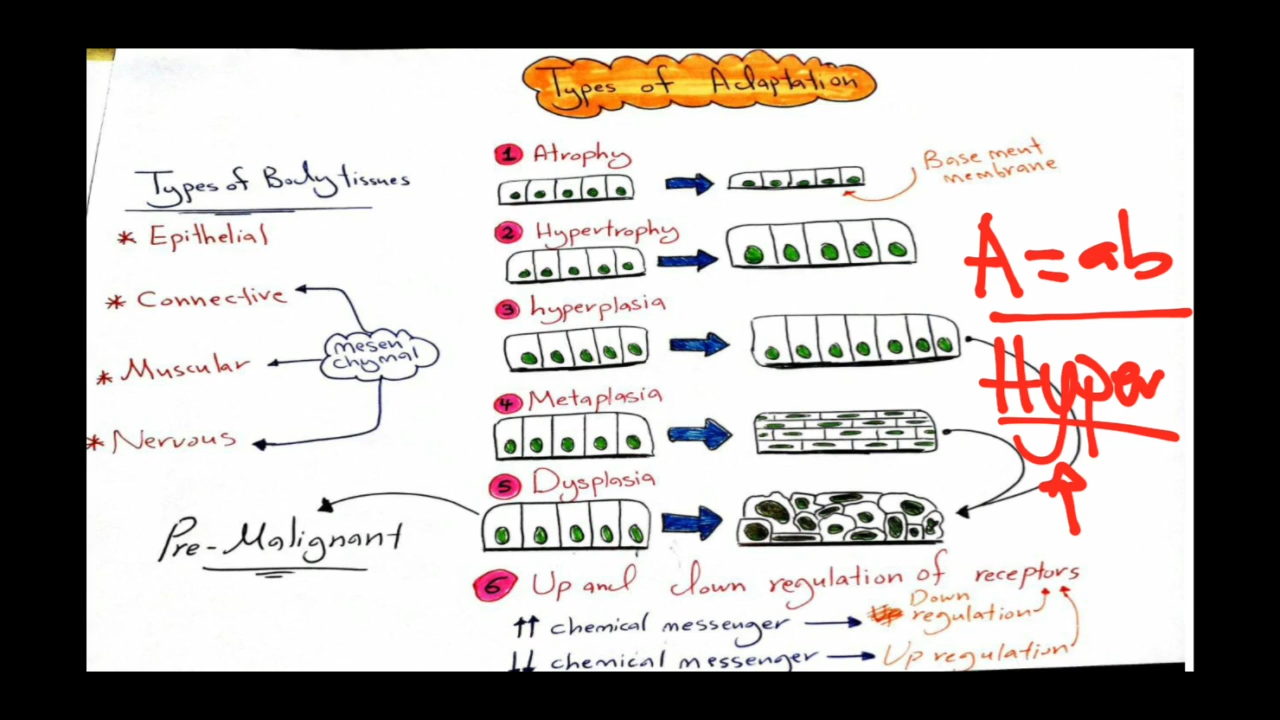 Types of Adaptation
Types of Body tissues
* Epithelial
* Connective
mesen
chymal
* Muscular
* Nervous
Pre-Malignant
1 Atrophy
Basement
membrane
2 Hypertrophy
3 hyperplasia
4 Metaplasia
5 Dysplasia
6 Up and down regulation of receptors
↑↑ chemical messenger → Down
regulation
↓↓ chemical messenger → Up regulation
A = ab
Hyper
↑